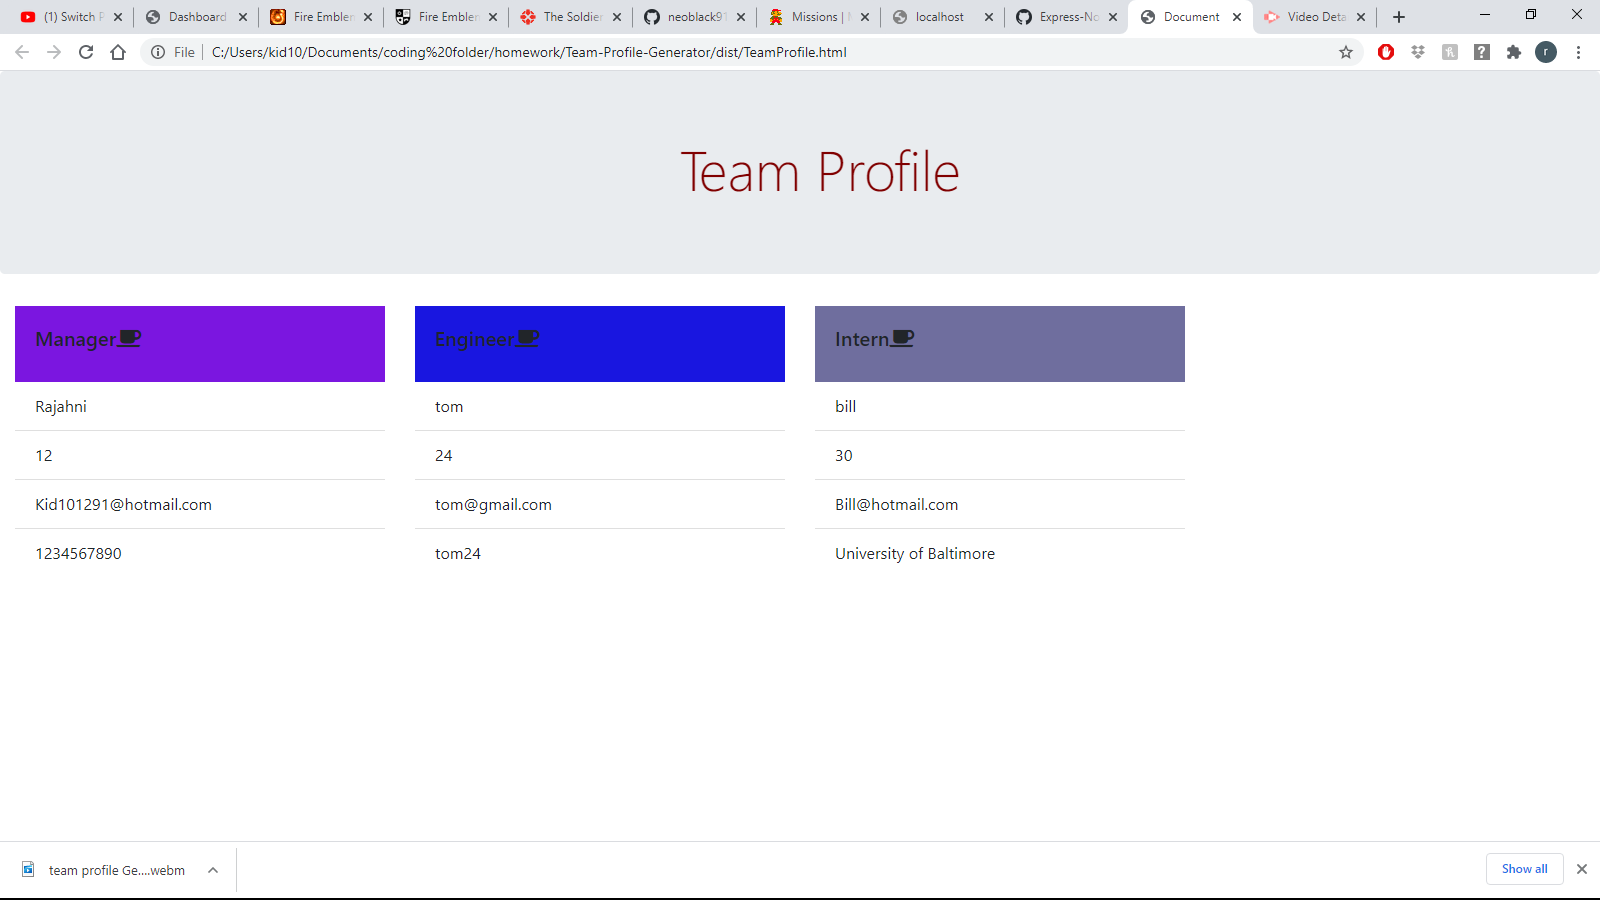 (1) Switch P
Dashboard
Fire Emblem
Fire Emblem
The Soldier
neoblack91
Missions |
localhost
Express-No
Document
Video Deta
File
C:/Users/kid10/Documents/coding%20folder/homework/Team-Profile-Generator/dist/TeamProfile.html
r
Team Profile
Manager
Rajahni
12
Kid101291@hotmail.com
1234567890
Engineer
tom
24
tom@gmail.com
tom24
Intern
bill
30
Bill@hotmail.com
University of Baltimore
team profile Ge....webm
Show all